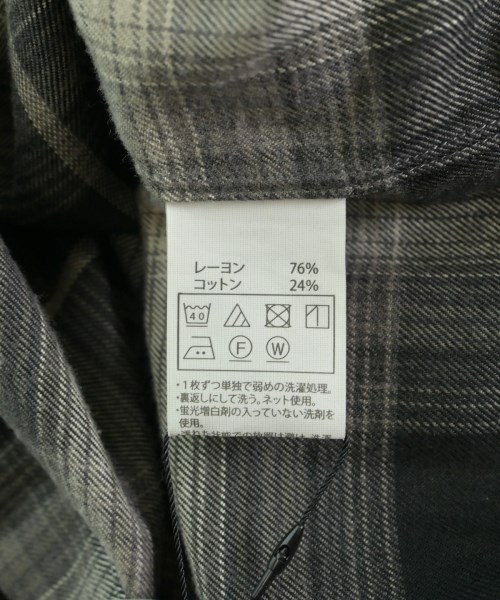 レーヨン 76%
コットン 24%
40
F W
・1枚ずつ単独で弱めの洗濯処理。
・裏返しにして洗う。ネット使用。
・蛍光増白剤の入っていない洗剤を
使用。